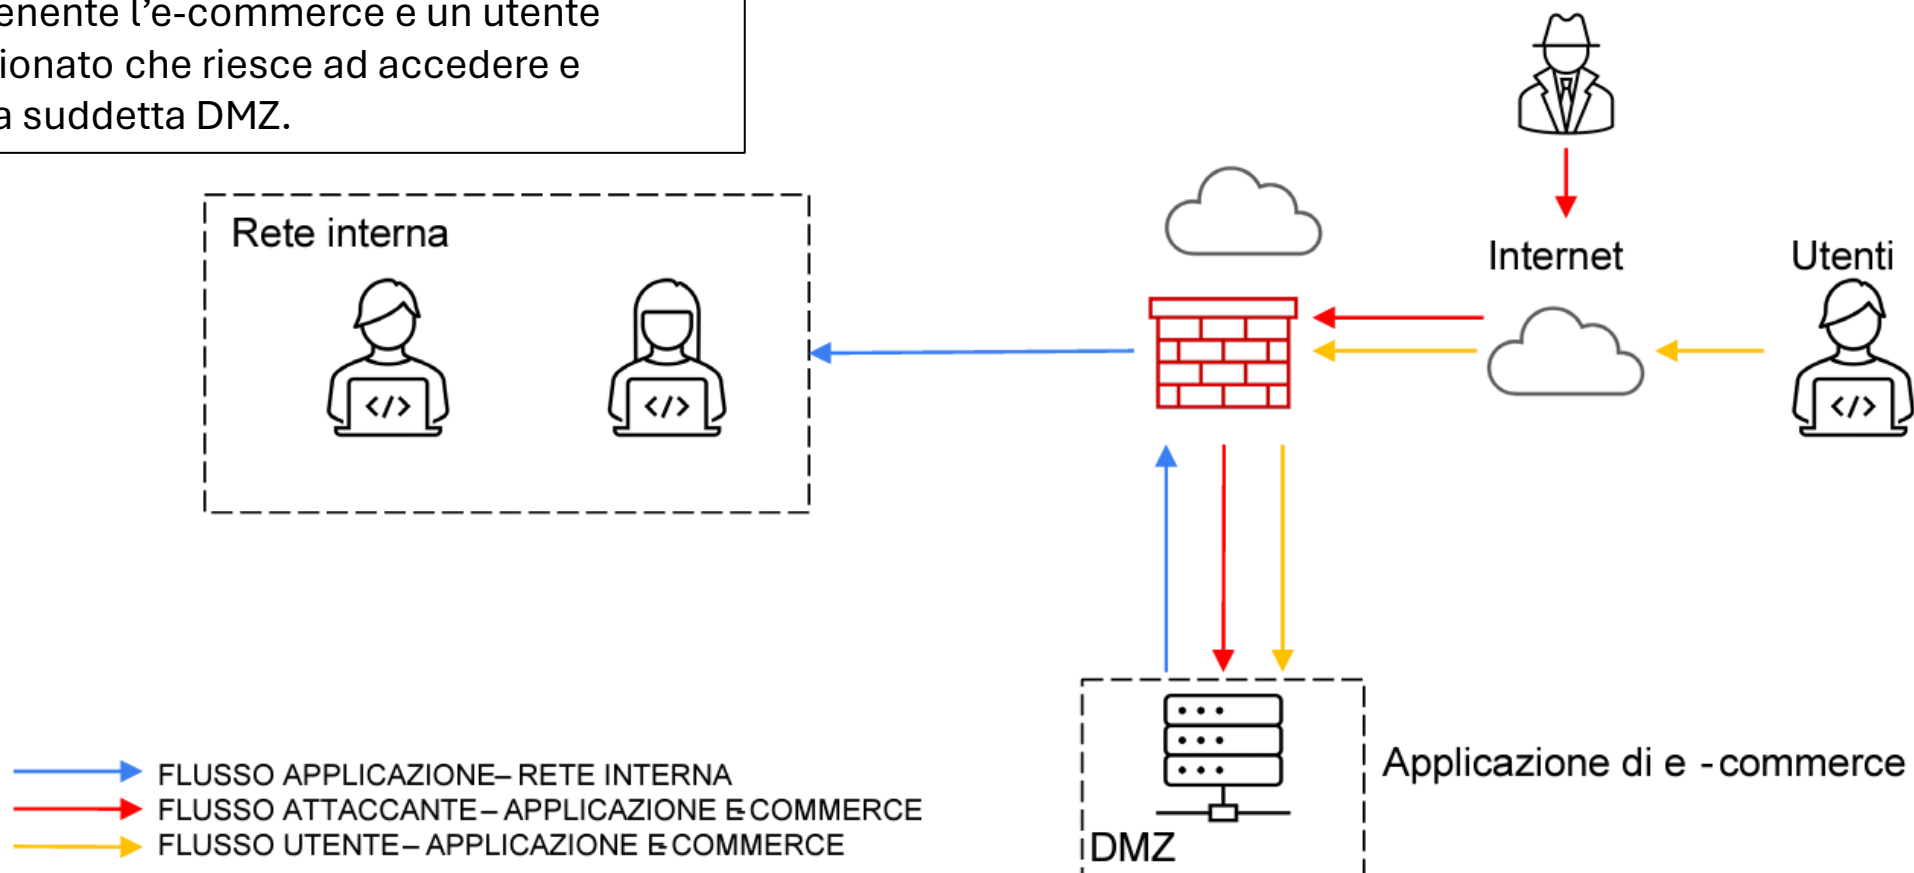 enente l’e-commerce e un utente
ionato che riesce ad accedere e
a suddetta DMZ.
Rete interna
Internet
Utenti
Applicazione di e -commerce
DMZ
FLUSSO APPLICAZIONE– RETE INTERNA
FLUSSO ATTACCANTE – APPLICAZIONE E-COMMERCE
FLUSSO UTENTE – APPLICAZIONE E-COMMERCE